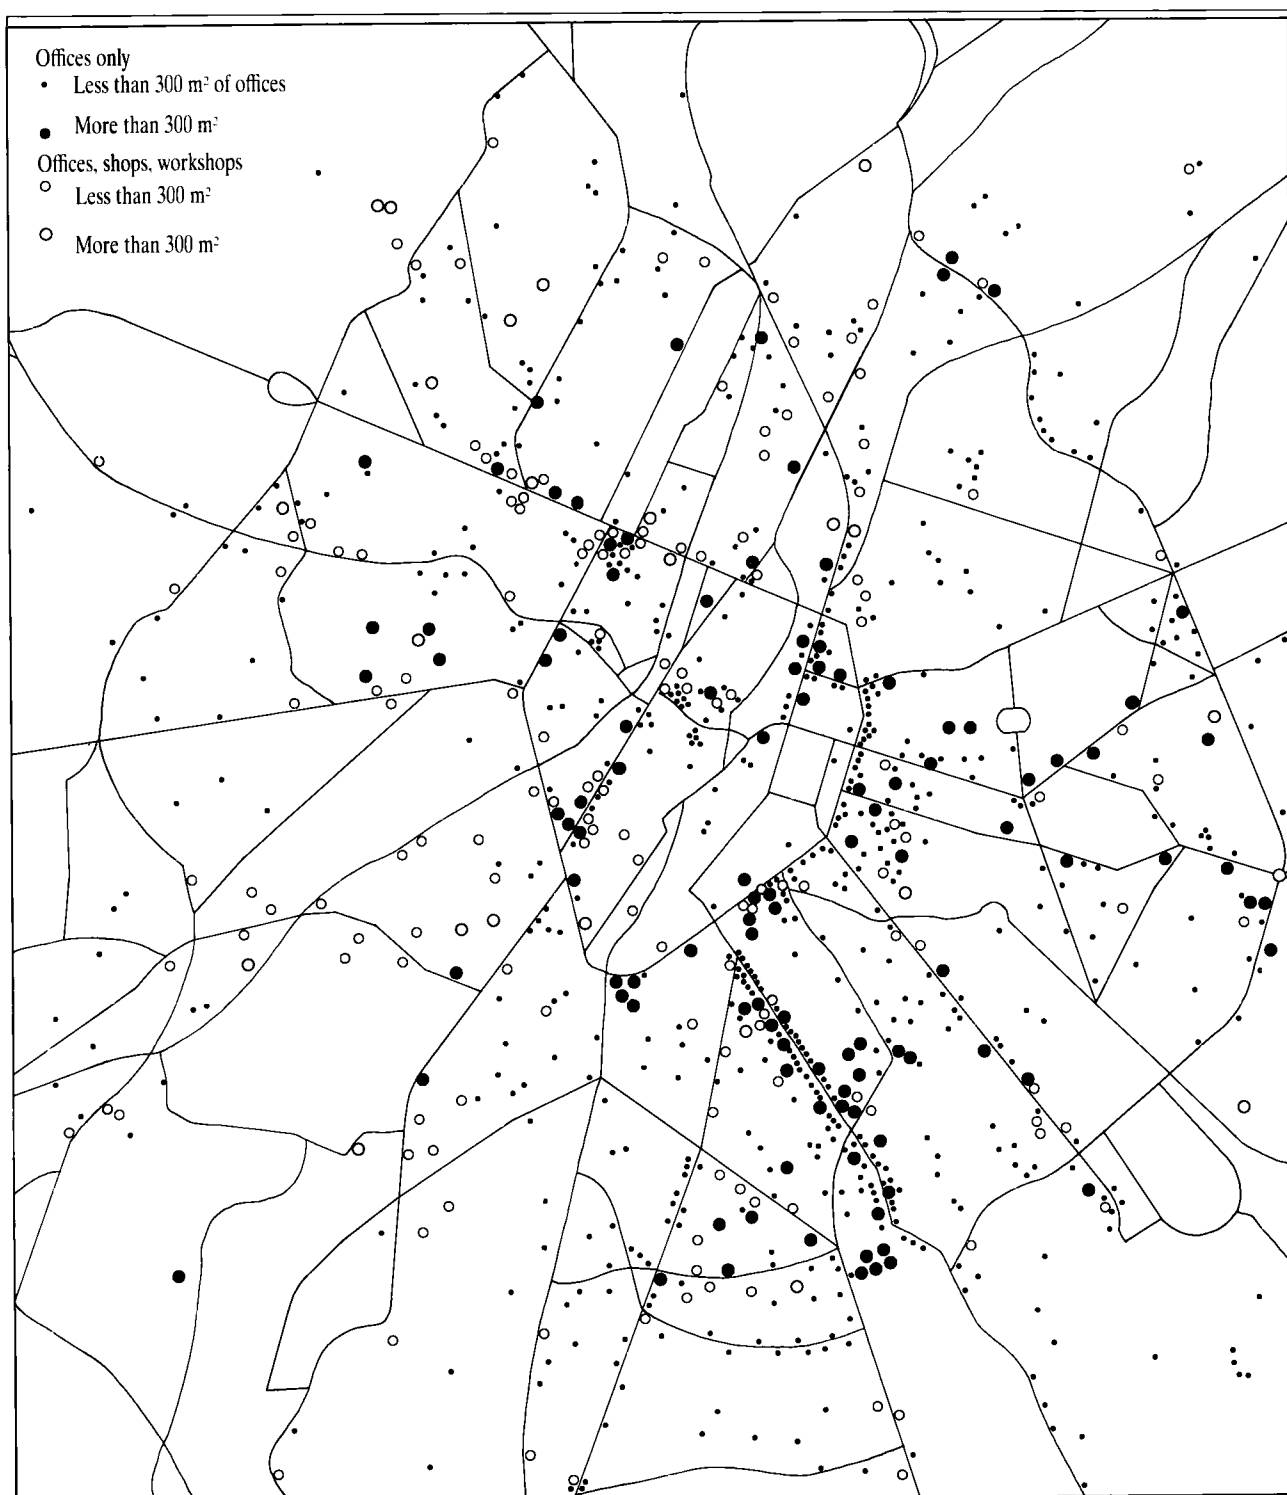 Offices only
Less than 300 m² of offices
More than 300 m²
Offices, shops, workshops
Less than 300 m²
More than 300 m²